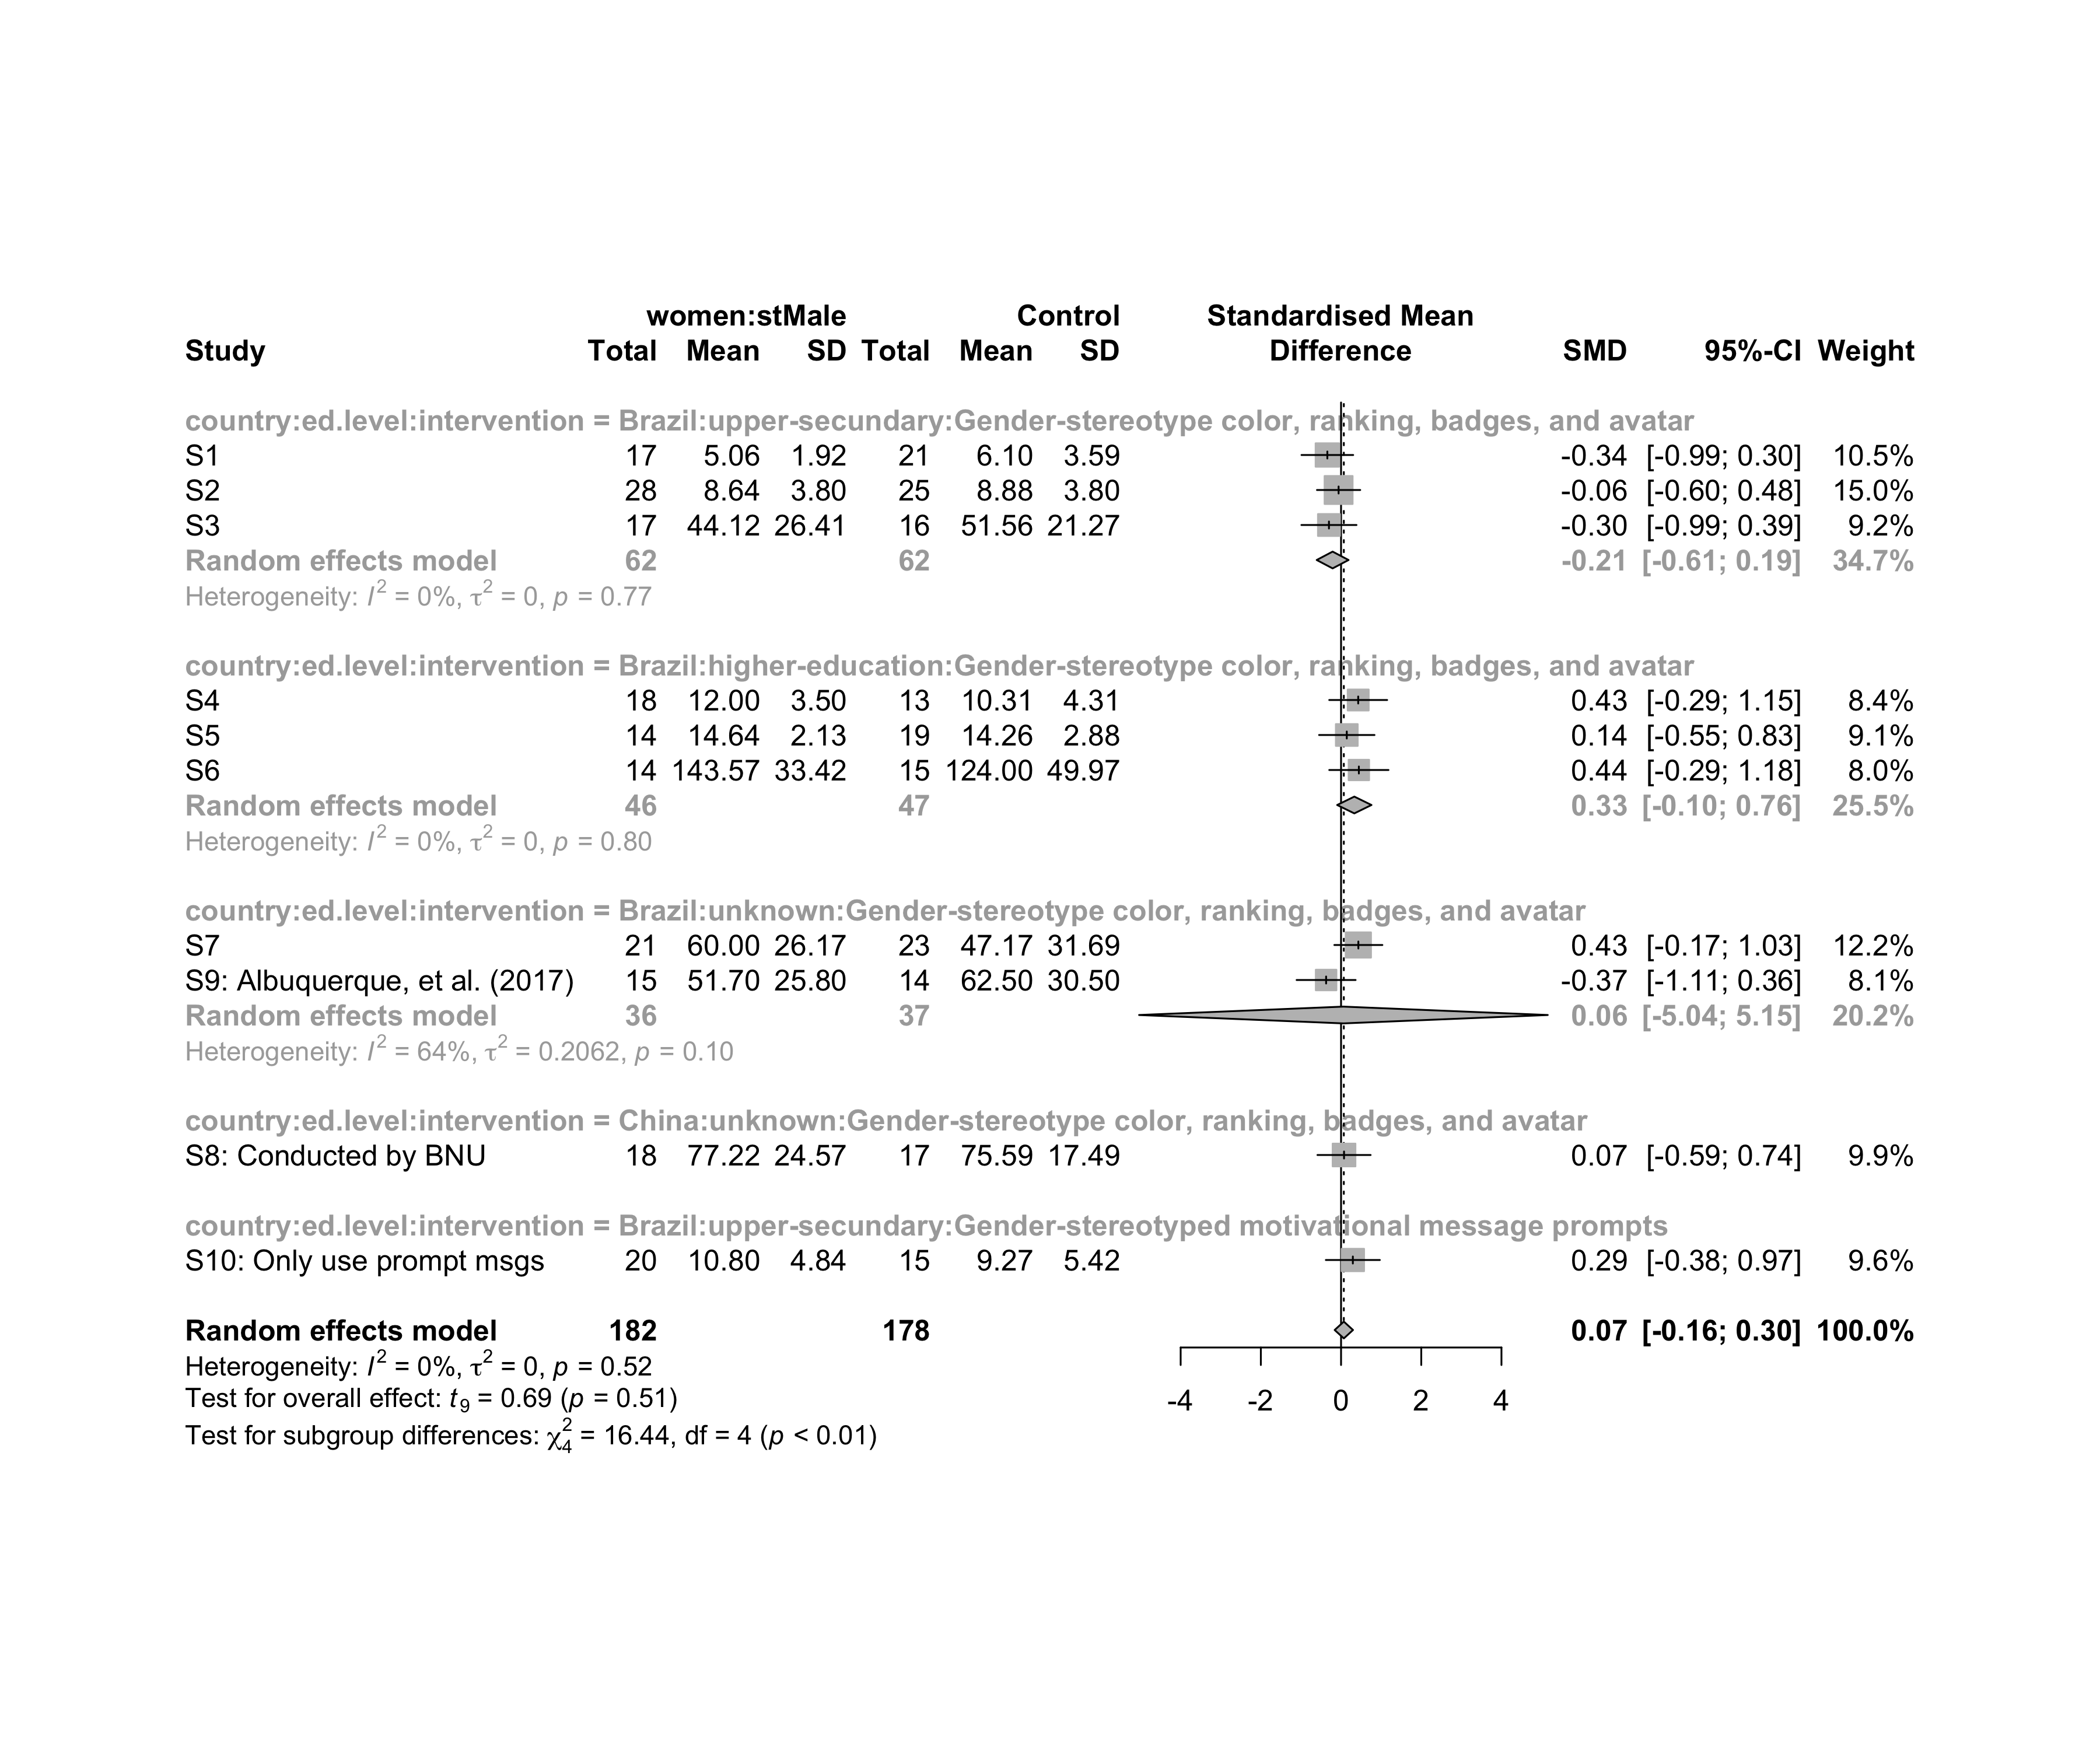 women:stMale Control Standardised Mean
Study Total Mean SD Total Mean SD Difference SMD 95%-CI Weight
country:ed.level:intervention = Brazil:upper-secundary:Gender-stereotype color, ranking, badges, and avatar
S1 17 5.06 1.92 21 6.10 3.59 -0.34 [-0.99; 0.30] 10.5%
S2 28 8.64 3.80 25 8.88 3.80 -0.06 [-0.60; 0.48] 15.0%
S3 17 44.12 26.41 16 51.56 21.27 -0.30 [-0.99; 0.39] 9.2%
Random effects model 62 62 -0.21 [-0.61; 0.19] 34.7%
Heterogeneity: I² = 0%, τ² = 0, p = 0.77
country:ed.level:intervention = Brazil:higher-education:Gender-stereotype color, ranking, badges, and avatar
S4 18 12.00 3.50 13 10.31 4.31 0.43 [-0.29; 1.15] 8.4%
S5 14 14.64 2.13 19 14.26 2.88 0.14 [-0.55; 0.83] 9.1%
S6 14 143.57 33.42 15 124.00 49.97 0.44 [-0.29; 1.18] 8.0%
Random effects model 46 47 0.33 [-0.10; 0.76] 25.5%
Heterogeneity: I² = 0%, τ² = 0, p = 0.80
country:ed.level:intervention = Brazil:unknown:Gender-stereotype color, ranking, badges, and avatar
S7 21 60.00 26.17 23 47.17 31.69 0.43 [-0.17; 1.03] 12.2%
S9: Albuquerque, et al. (2017) 15 51.70 25.80 14 62.50 30.50 -0.37 [-1.11; 0.36] 8.1%
Random effects model 36 37 0.06 [-5.04; 5.15] 20.2%
Heterogeneity: I² = 64%, τ² = 0.2062, p = 0.10
country:ed.level:intervention = China:unknown:Gender-stereotype color, ranking, badges, and avatar
S8: Conducted by BNU 18 77.22 24.57 17 75.59 17.49 0.07 [-0.59; 0.74] 9.9%
country:ed.level:intervention = Brazil:upper-secundary:Gender-stereotyped motivational message prompts
S10: Only use prompt msgs 20 10.80 4.84 15 9.27 5.42 0.29 [-0.38; 0.97] 9.6%
Random effects model 182 178 0.07 [-0.16; 0.30] 100.0%
Heterogeneity: I² = 0%, τ² = 0, p = 0.52
Test for overall effect: t₉ = 0.69 (p = 0.51)
-4 -2 0 2 4
Test for subgroup differences: χ²₄ = 16.44, df = 4 (p < 0.01)